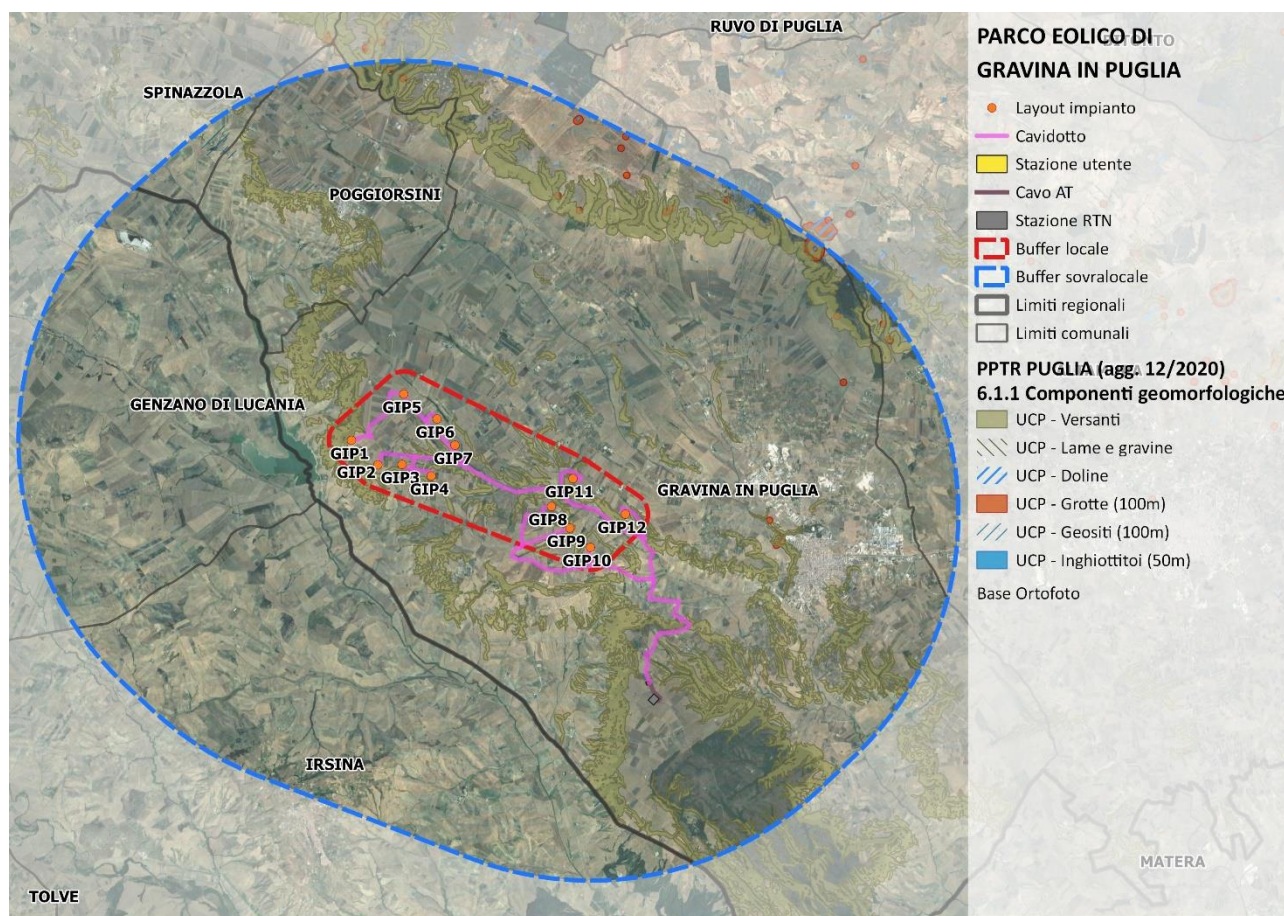 RUVO DI PUGLIA
SPINAZZOLA
POGGIORSINI
GENZANO DI LUCANIA
GIP5
GIP6
GIP1
GIP7
GIP2
GIP3
GIP4
GIP11
GRAVINA IN PUGLIA
GIP8
GIP12
GIP9
GIP10
IRSINA
TOLVE
MATERA
PARCO EOLICO DI
GRAVINA IN PUGLIA
Layout impianto
Cavidotto
Stazione utente
Cavo AT
Stazione RTN
Buffer locale
Buffer sovralocale
Limiti regionali
Limiti comunali
PPTR PUGLIA (agg. 12/2020)
6.1.1 Componenti geomorfologiche
UCP - Versanti
UCP - Lame e gravine
UCP - Doline
UCP - Grotte (100m)
UCP - Geositi (100m)
UCP - Inghiottitoi (50m)
Base Ortofoto